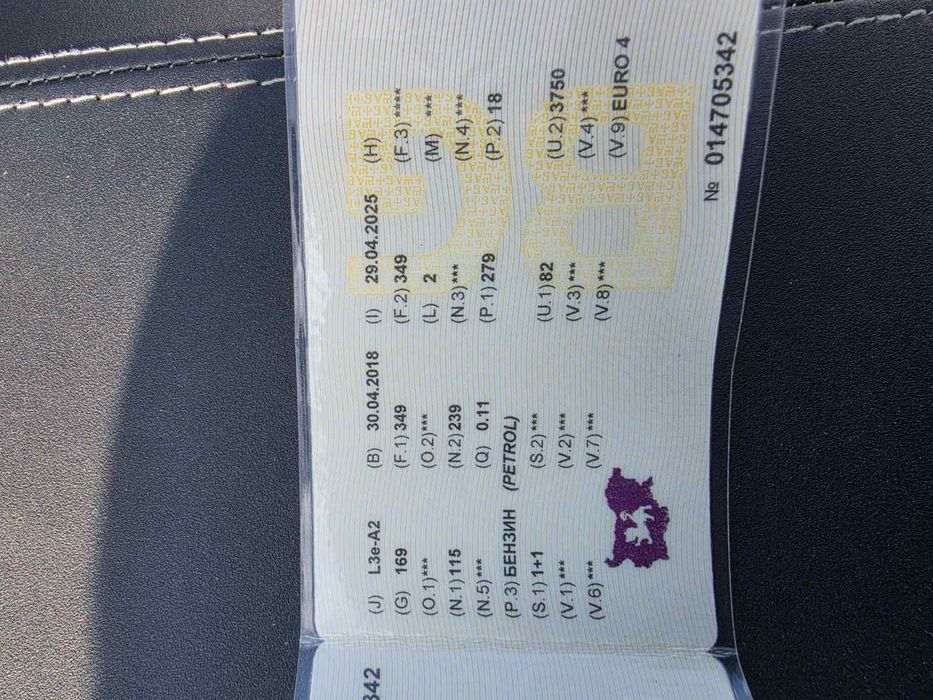 (J) L3e-A2 (B) 30.04.2018 (I) 29.04.2025 (H)
(G) 169 (F.1) 349 (F.2) 349 (F.3) ****
(O.1)*** (O.2)*** (L) 2 (M) ***
(N.1) 115 (N.2) 239 (N.3)*** (N.4)***
(N.5)*** (Q) 0.11 (P.1) 279 (P.2) 18
(P.3) БЕНЗИН (PETROL)
(S.1) 1+1 (S.2)*** (U.1) 82 (U.2) 3750
(V.1)*** (V.2)*** (V.3)*** (V.4)***
(V.6)*** (V.7)*** (V.8)*** (V.9) EURO 4
№ 014705342
342